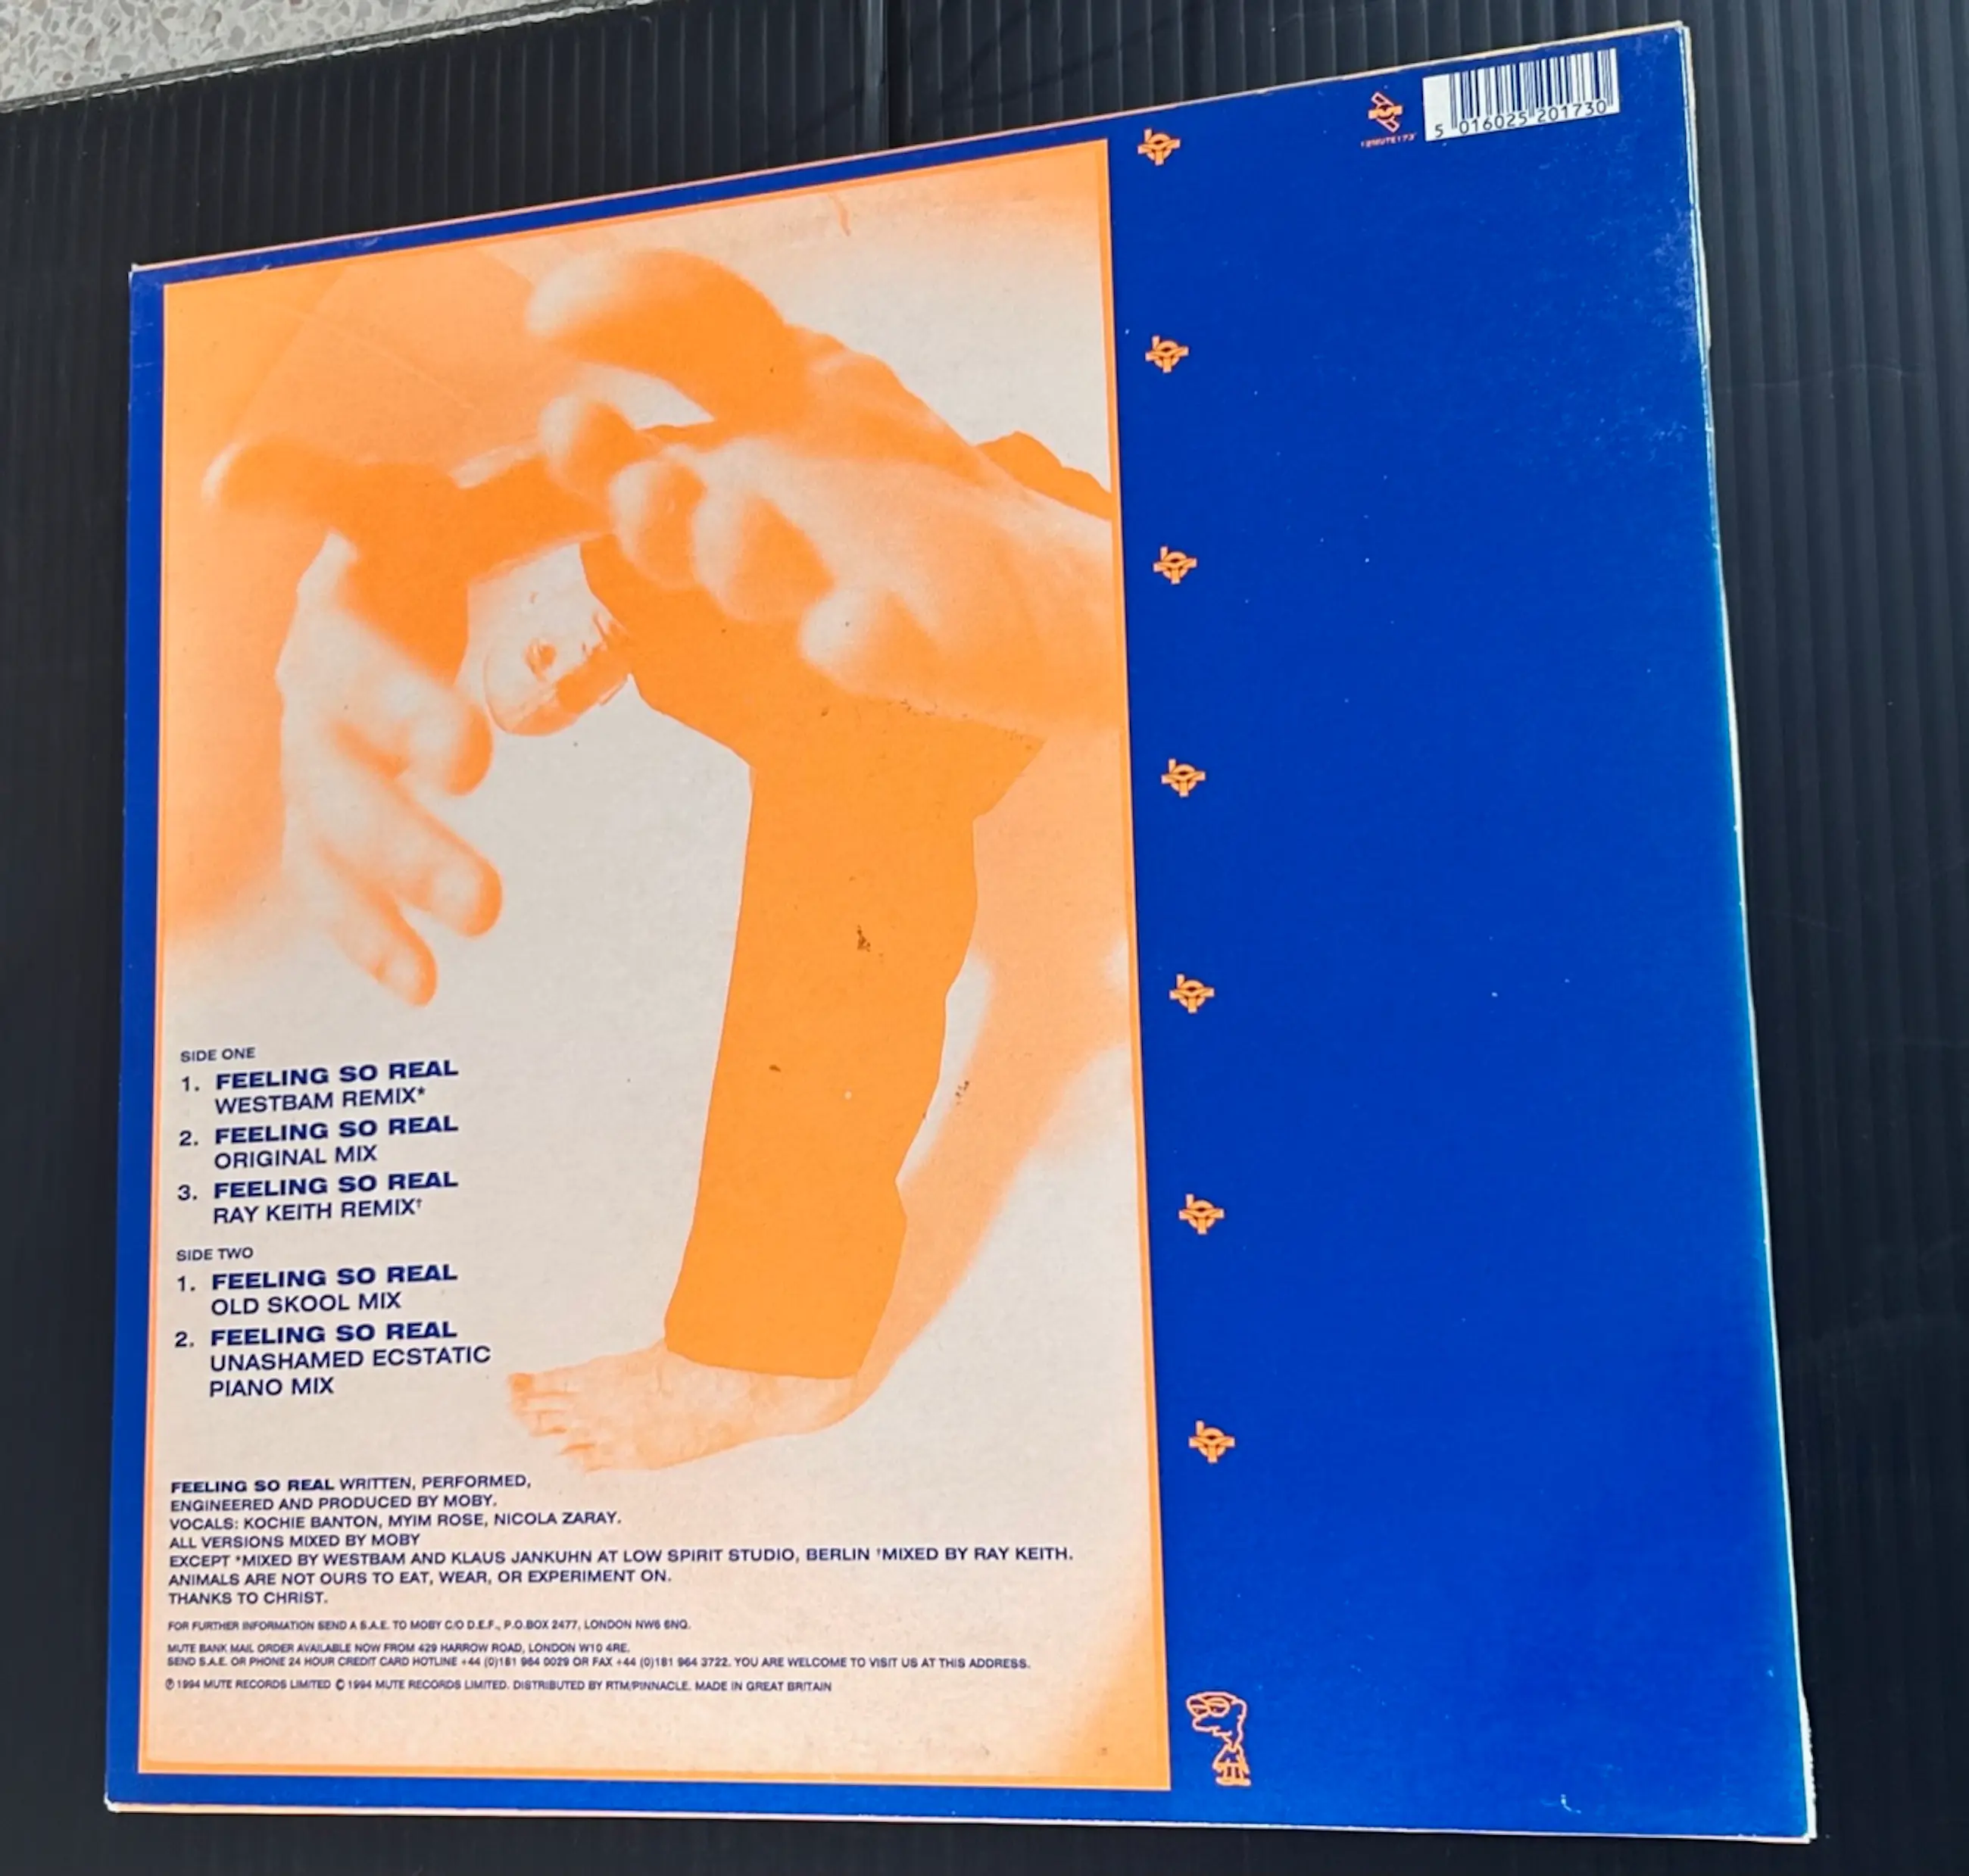 12MUTE173
5 016025 201730
SIDE ONE
1. FEELING SO REAL
WESTBAM REMIX*
2. FEELING SO REAL
ORIGINAL MIX
3. FEELING SO REAL
RAY KEITH REMIX†
SIDE TWO
1. FEELING SO REAL
OLD SKOOL MIX
2. FEELING SO REAL
UNASHAMED ECSTATIC
PIANO MIX
FEELING SO REAL WRITTEN, PERFORMED,
ENGINEERED AND PRODUCED BY MOBY.
VOCALS: KOCHIE BANTON, MYIM ROSE, NICOLA ZARAY.
ALL VERSIONS MIXED BY MOBY
EXCEPT *MIXED BY WESTBAM AND KLAUS JANKUHN AT LOW SPIRIT STUDIO, BERLIN †MIXED BY RAY KEITH.
ANIMALS ARE NOT OURS TO EAT, WEAR, OR EXPERIMENT ON.
THANKS TO CHRIST.
FOR FURTHER INFORMATION SEND A S.A.E. TO MOBY C/O D.E.F., P.O.BOX 2477, LONDON NW6 6NQ.
MUTE BANK MAIL ORDER AVAILABLE NOW FROM 429 HARROW ROAD, LONDON W10 4RE.
SEND S.A.E. OR PHONE 24 HOUR CREDIT CARD HOTLINE +44 (0)181 964 0029 OR FAX +44 (0)181 964 3722. YOU ARE WELCOME TO VISIT US AT THIS ADDRESS.
℗ 1994 MUTE RECORDS LIMITED © 1994 MUTE RECORDS LIMITED. DISTRIBUTED BY RTM/PINNACLE. MADE IN GREAT BRITAIN